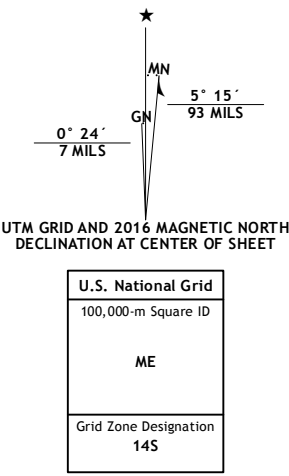 ★
MN
5° 15´
93 MILS
GN
0° 24´
7 MILS
UTM GRID AND 2016 MAGNETIC NORTH
DECLINATION AT CENTER OF SHEET
U.S. National Grid
100,000-m Square ID
ME
Grid Zone Designation
14S